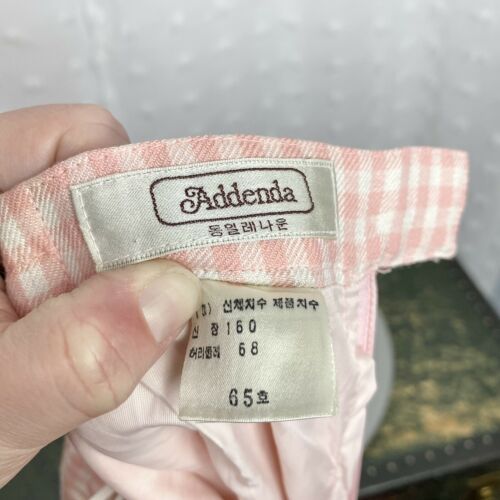 Addenda
동일레나운
신체치수 제품치수
신 장 160
허리둘레 68
65호